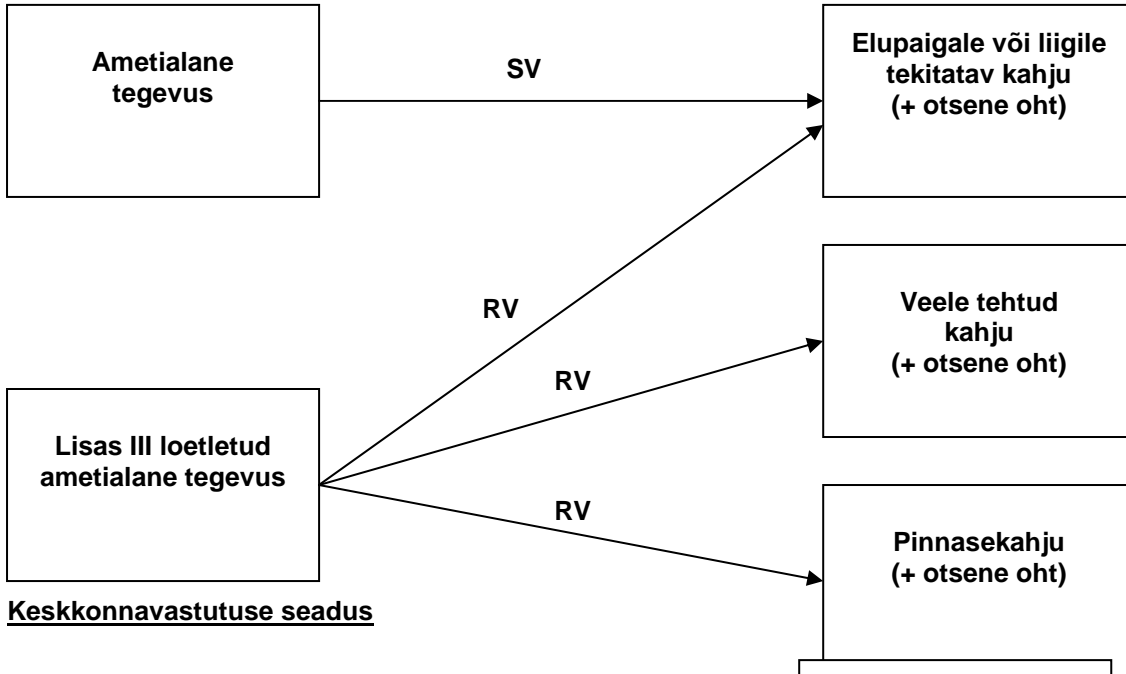 Ametialane
tegevus
SV
Elupaigale või liigile
tekitatav kahju
(+ otsene oht)
RV
Veele tehtud
kahju
(+ otsene oht)
RV
Lisas III loetletud
ametialane tegevus
RV
Pinnasekahju
(+ otsene oht)
Keskkonnavastutuse seadus